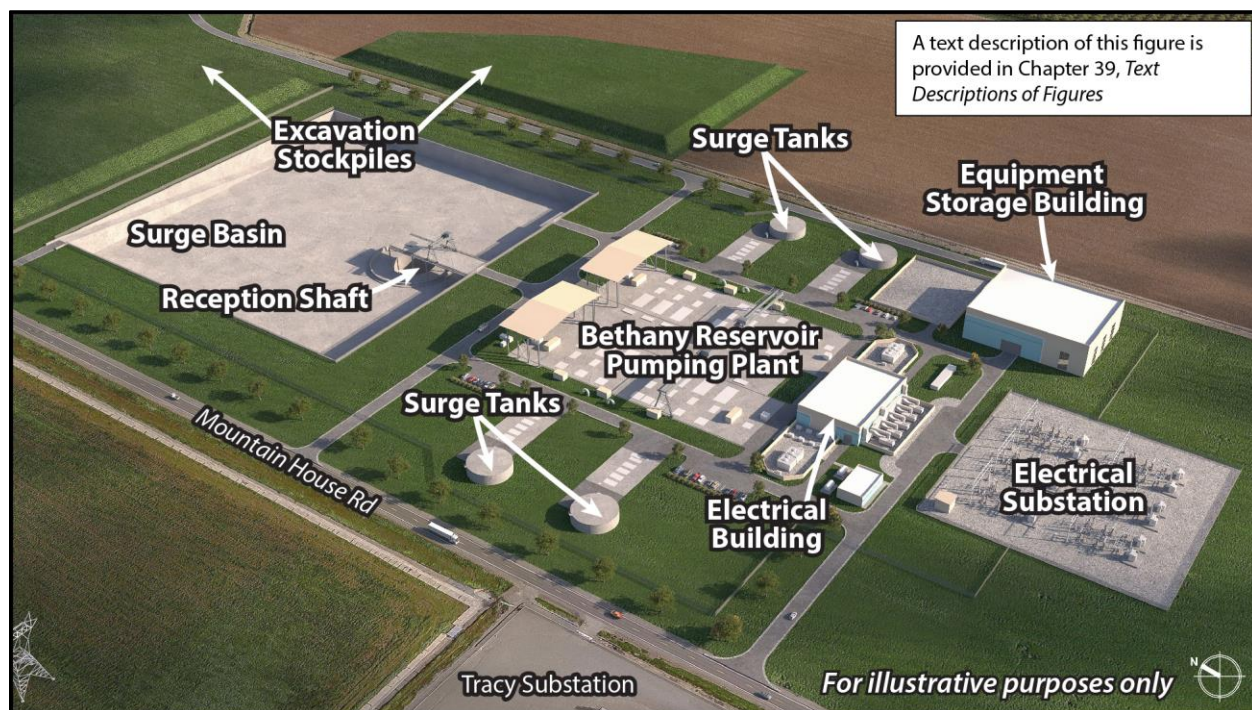 A text description of this figure is
provided in Chapter 39, Text
Descriptions of Figures
Excavation
Stockpiles
Surge Tanks
Equipment
Storage Building
Surge Basin
Reception Shaft
Bethany Reservoir
Pumping Plant
Surge Tanks
Mountain House Rd
Electrical
Building
Electrical
Substation
Tracy Substation
For illustrative purposes only
N